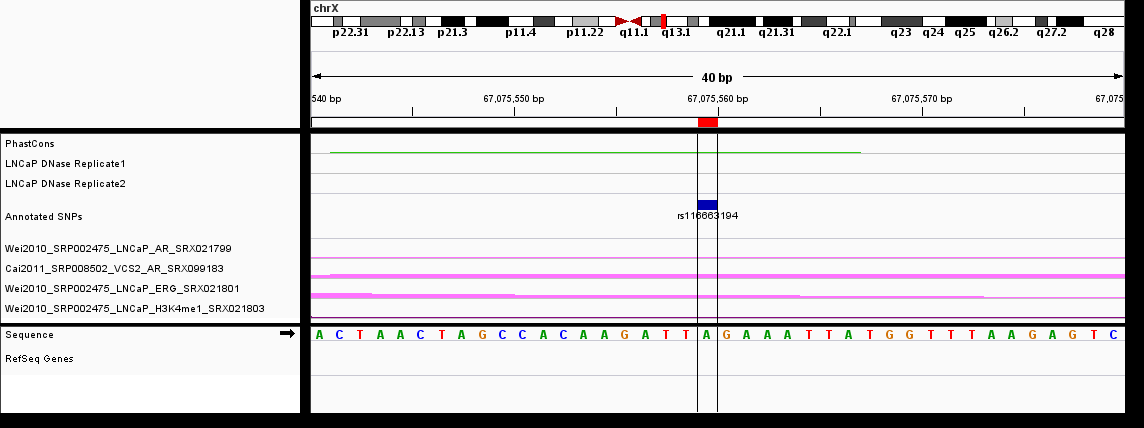 chrX
p22.31 p22.13 p21.3 p11.4 p11.22 q11.1 q13.1 q21.1 q21.31 q22.1 q23 q24 q25 q26.2 q27.2 q28
40 bp
540 bp 67,075,550 bp 67,075,560 bp 67,075,570 bp 67,075
PhastCons
LNCaP DNase Replicate1
LNCaP DNase Replicate2
Annotated SNPs
rs116663194
Wei2010_SRP002475_LNCaP_AR_SRX021799
Cai2011_SRP008502_VCS2_AR_SRX099183
Wei2010_SRP002475_LNCaP_ERG_SRX021801
Wei2010_SRP002475_LNCaP_H3K4me1_SRX021803
Sequence A C T A A C T A G C C A C A A G A T T A G A A A T T A T G G T T T A A G A G T C
RefSeq Genes